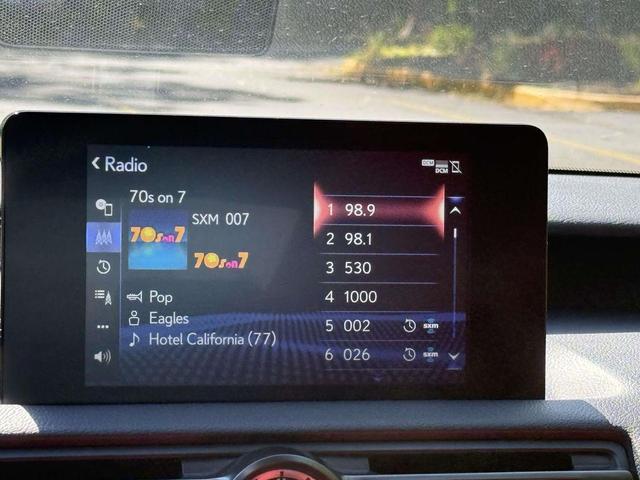 Radio
DCM
DCM
70s on 7
SXM 007
70s on 7
70s on 7
Pop
Eagles
Hotel California (77)
1 98.9
2 98.1
3 530
4 1000
5 002 sxm
6 026 sxm